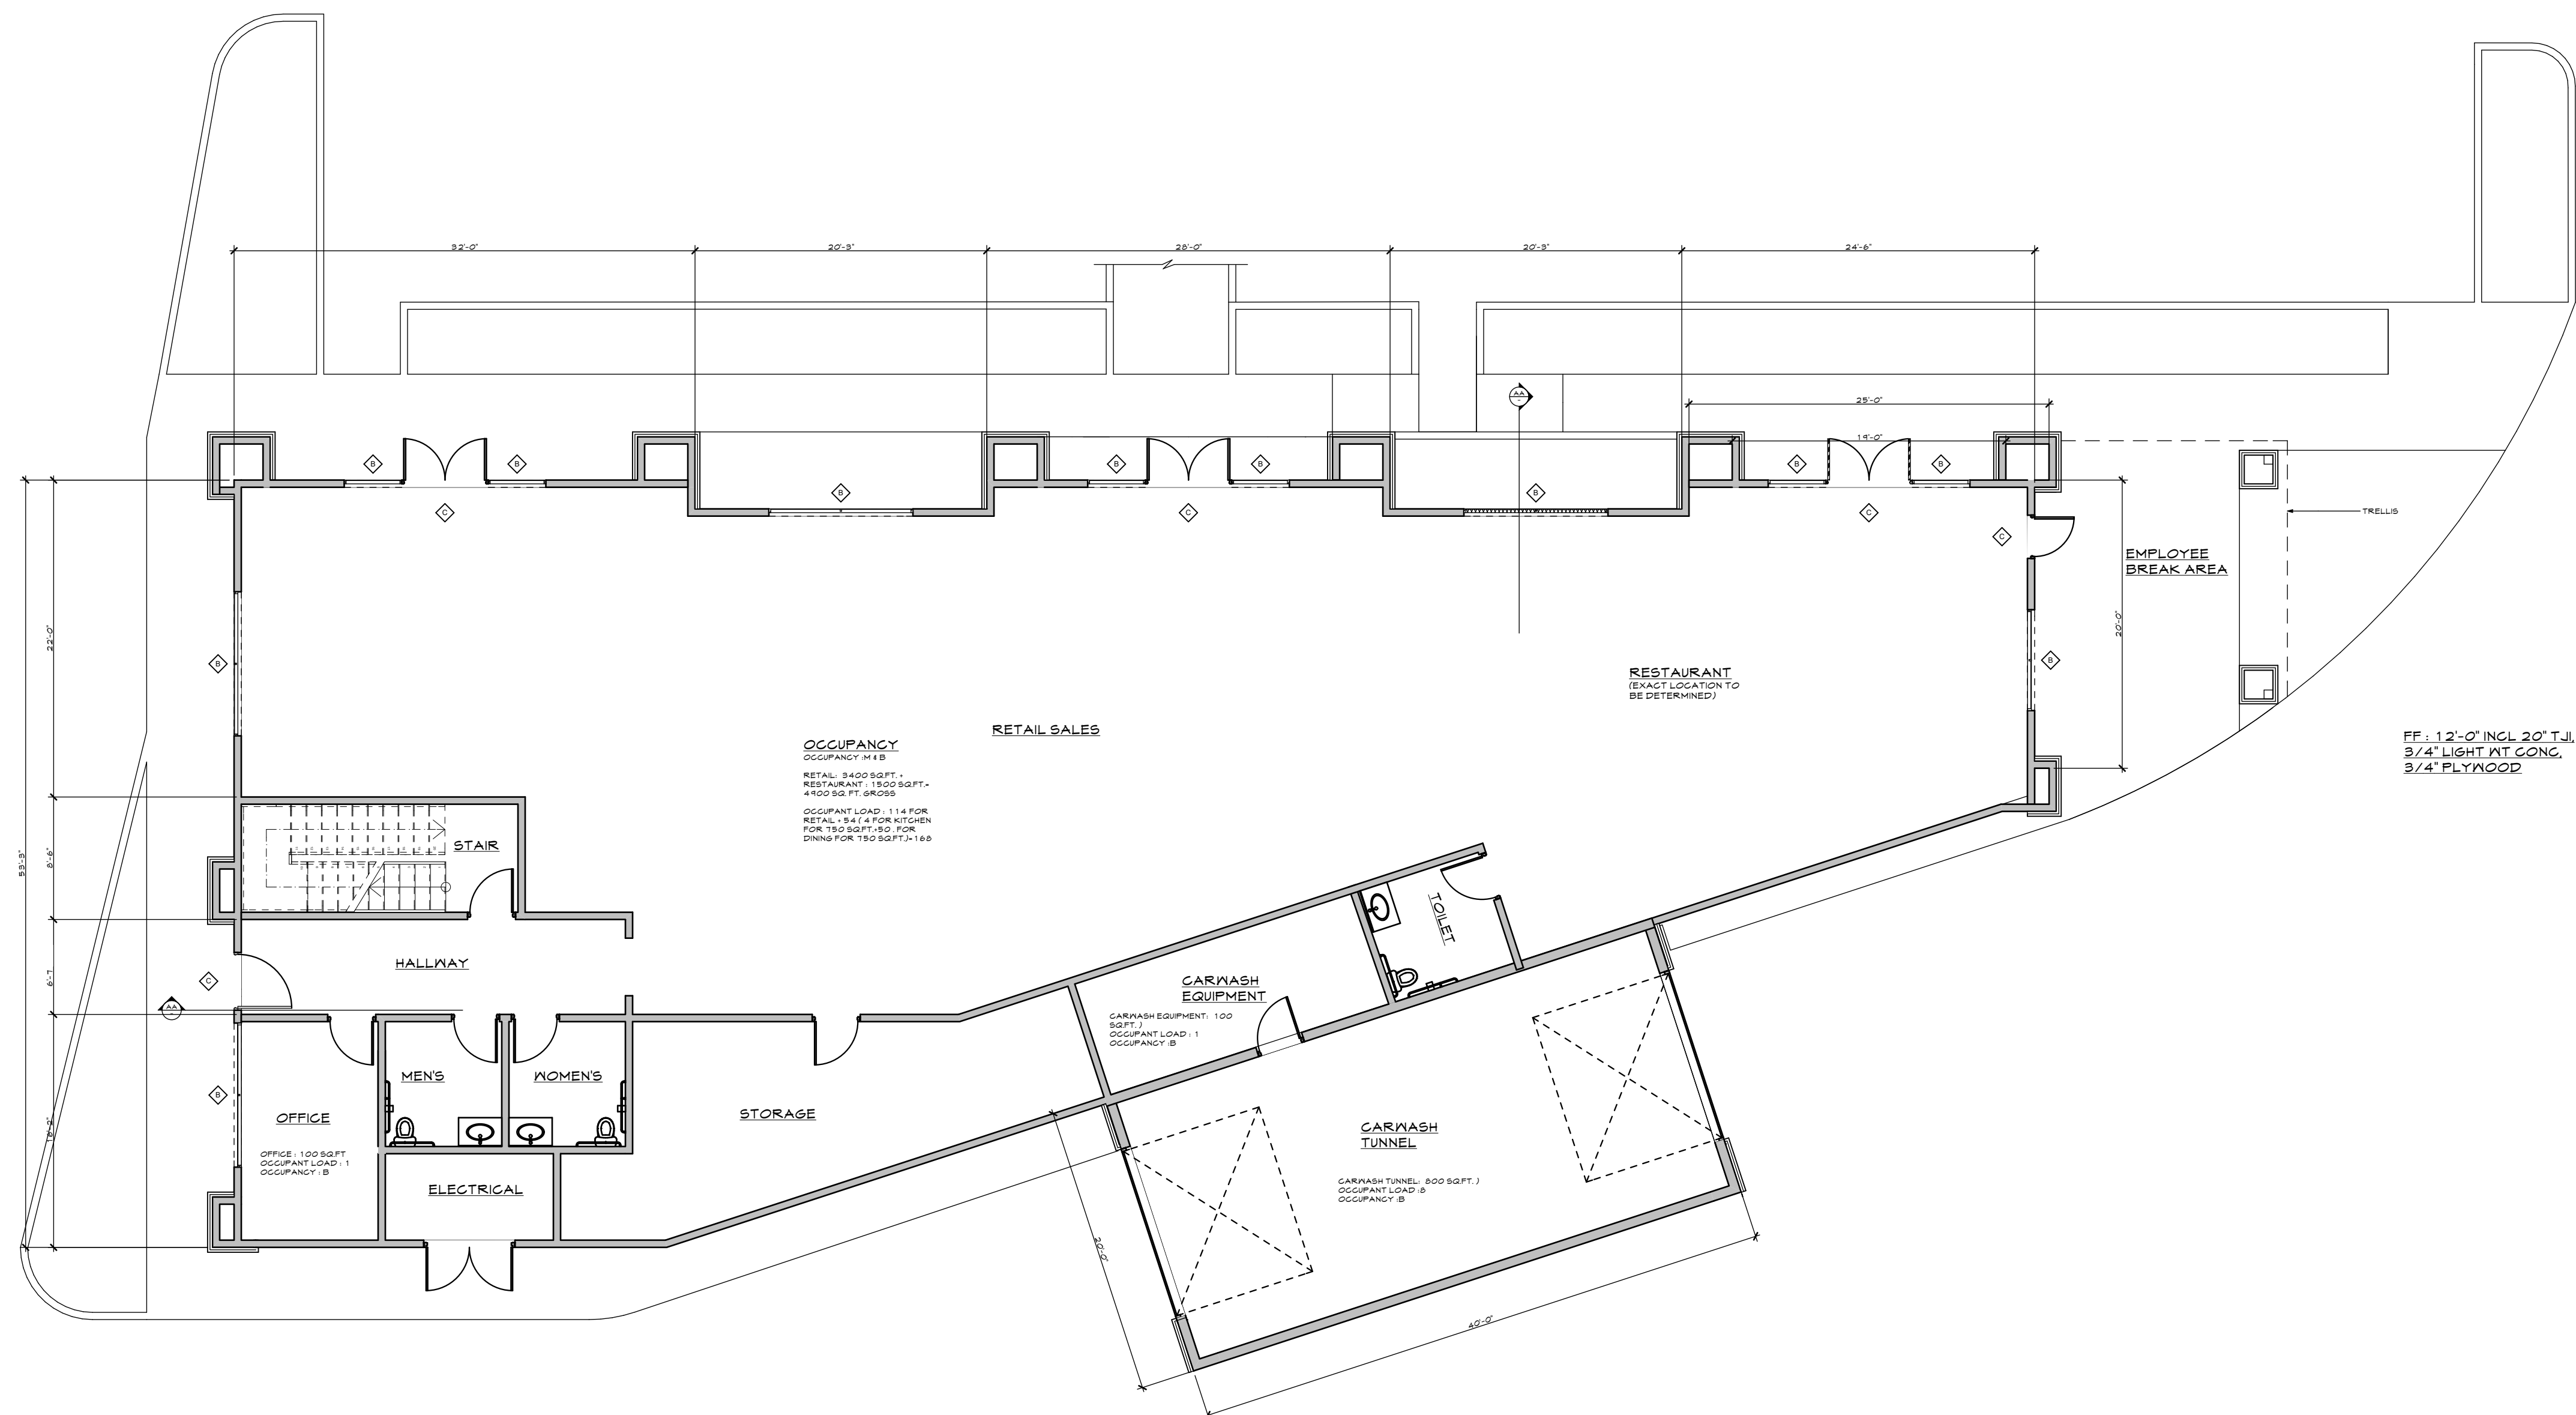 32'-0"
20'-3"
28'-0"
20'-3"
24'-6"
25'-0"
19'-0"
AA
-
B
B
B
B
B
B
B
B
C
C
C
C
TRELLIS
EMPLOYEE
BREAK AREA
20'-0"
22'-0"
B
B
RESTAURANT
(EXACT LOCATION TO
BE DETERMINED)
RETAIL SALES
FF : 12'-0" INCL 20" TJI,
3/4" LIGHT WT CONC,
3/4" PLYWOOD
OCCUPANCY
OCCUPANCY :M & B
RETAIL: 3400 SQ.FT. +
RESTAURANT : 1500 SQ.FT.=
4900 SQ. FT. GROSS
OCCUPANT LOAD : 114 FOR
RETAIL + 54 ( 4 FOR KITCHEN
FOR 750 SQ.FT.+50 . FOR
DINING FOR 750 SQ.FT.)=168
53'-3"
8'-6"
STAIR
6'-7
HALLWAY
C
AA
-
TOILET
CARWASH
EQUIPMENT
CARWASH EQUIPMENT: 100
SQ.FT. )
OCCUPANT LOAD : 1
OCCUPANCY :B
16'-2"
B
MEN'S
WOMEN'S
OFFICE
OFFICE : 100 SQ.FT
OCCUPANT LOAD : 1
OCCUPANCY : B
STORAGE
ELECTRICAL
CARWASH
TUNNEL
CARWASH TUNNEL: 800 SQ.FT. )
OCCUPANT LOAD :8
OCCUPANCY :B
20'-0"
40'-0"